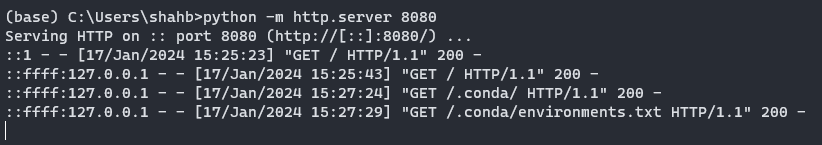 (base) C:\Users\shahb>python -m http.server 8080
Serving HTTP on :: port 8080 (http://[::]:8080/) ...
::1 - - [17/Jan/2024 15:25:23] "GET / HTTP/1.1" 200 -
::ffff:127.0.0.1 - - [17/Jan/2024 15:25:43] "GET / HTTP/1.1" 200 -
::ffff:127.0.0.1 - - [17/Jan/2024 15:27:24] "GET /.conda/ HTTP/1.1" 200 -
::ffff:127.0.0.1 - - [17/Jan/2024 15:27:29] "GET /.conda/environments.txt HTTP/1.1" 200 -